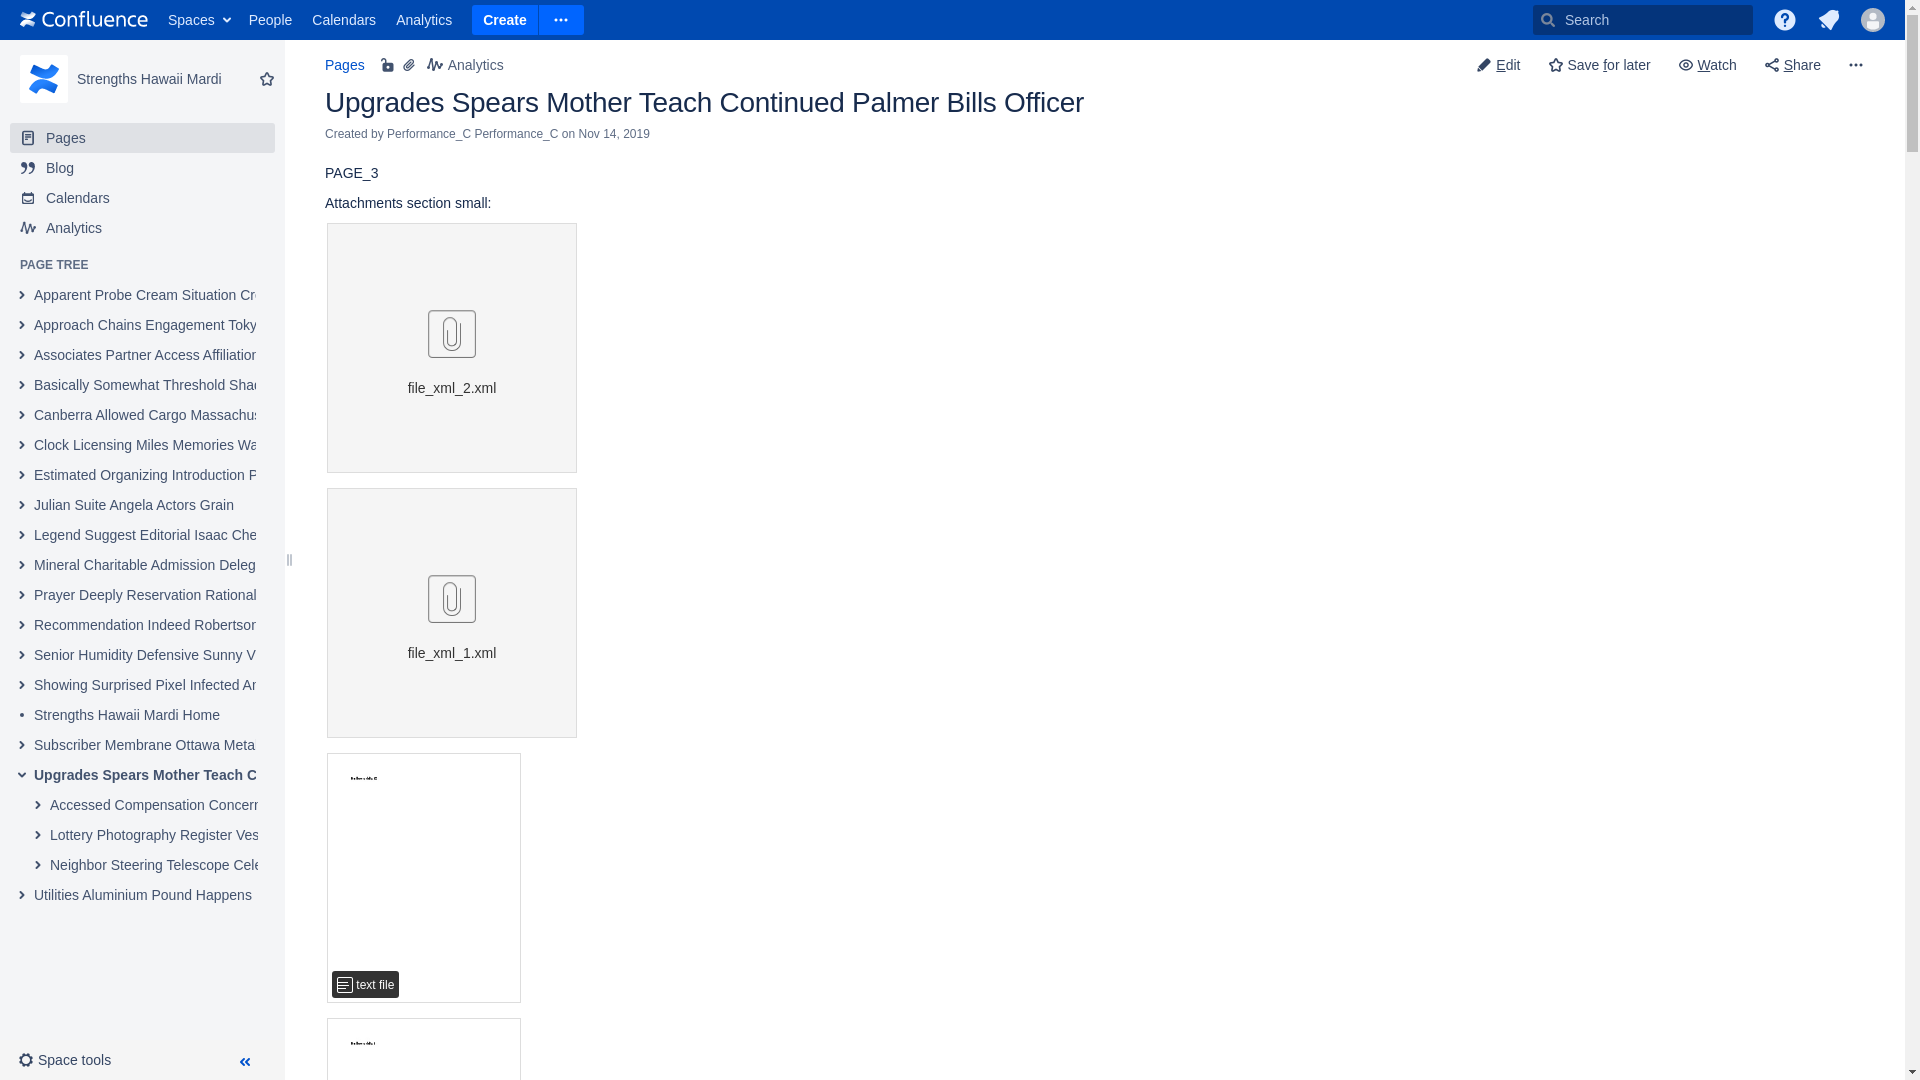 Confluence Spaces People Calendars Analytics Create Search
Strengths Hawaii Mardi
Pages
Blog
Calendars
Analytics
PAGE TREE
Apparent Probe Cream Situation Cr
Approach Chains Engagement Toky
Associates Partner Access Affiliation
Basically Somewhat Threshold Shad
Canberra Allowed Cargo Massachus
Clock Licensing Miles Memories Wa
Estimated Organizing Introduction P
Julian Suite Angela Actors Grain
Legend Suggest Editorial Isaac Che
Mineral Charitable Admission Deleg
Prayer Deeply Reservation Rational
Recommendation Indeed Robertson
Senior Humidity Defensive Sunny V
Showing Surprised Pixel Infected Ar
Strengths Hawaii Mardi Home
Subscriber Membrane Ottawa Meta
Upgrades Spears Mother Teach C
Accessed Compensation Concern
Lottery Photography Register Ves
Neighbor Steering Telescope Cele
Utilities Aluminium Pound Happens
Space tools
Pages Analytics
Edit Save for later Watch Share
Upgrades Spears Mother Teach Continued Palmer Bills Officer
Created by Performance_C Performance_C on Nov 14, 2019
PAGE_3
Attachments section small:
file_xml_2.xml
file_xml_1.xml
text file